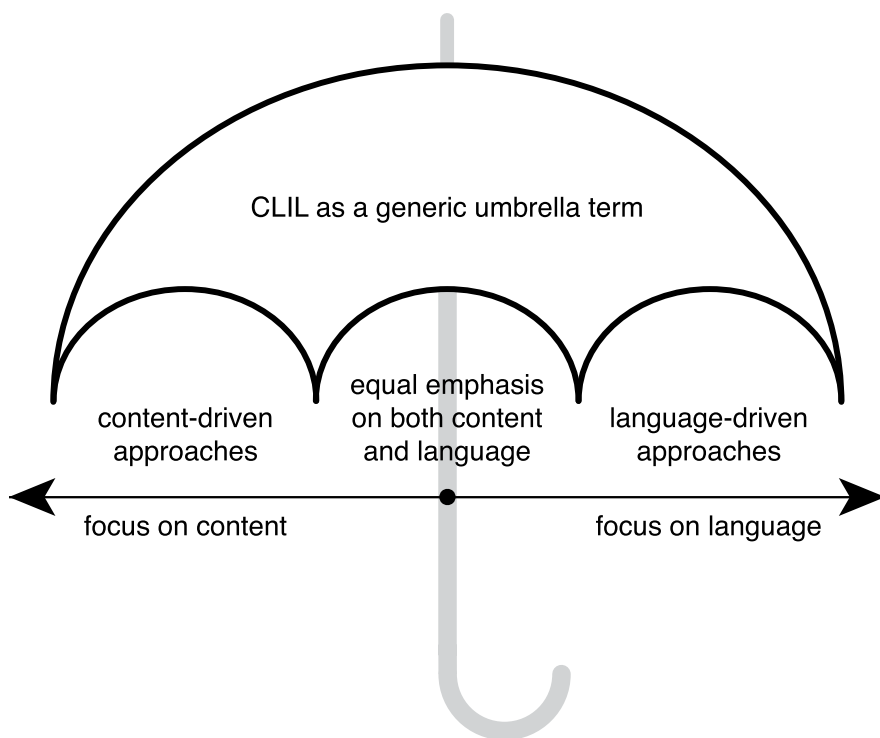 CLIL as a generic umbrella term
content-driven
approaches
equal emphasis
on both content
and language
language-driven
approaches
focus on content
focus on language